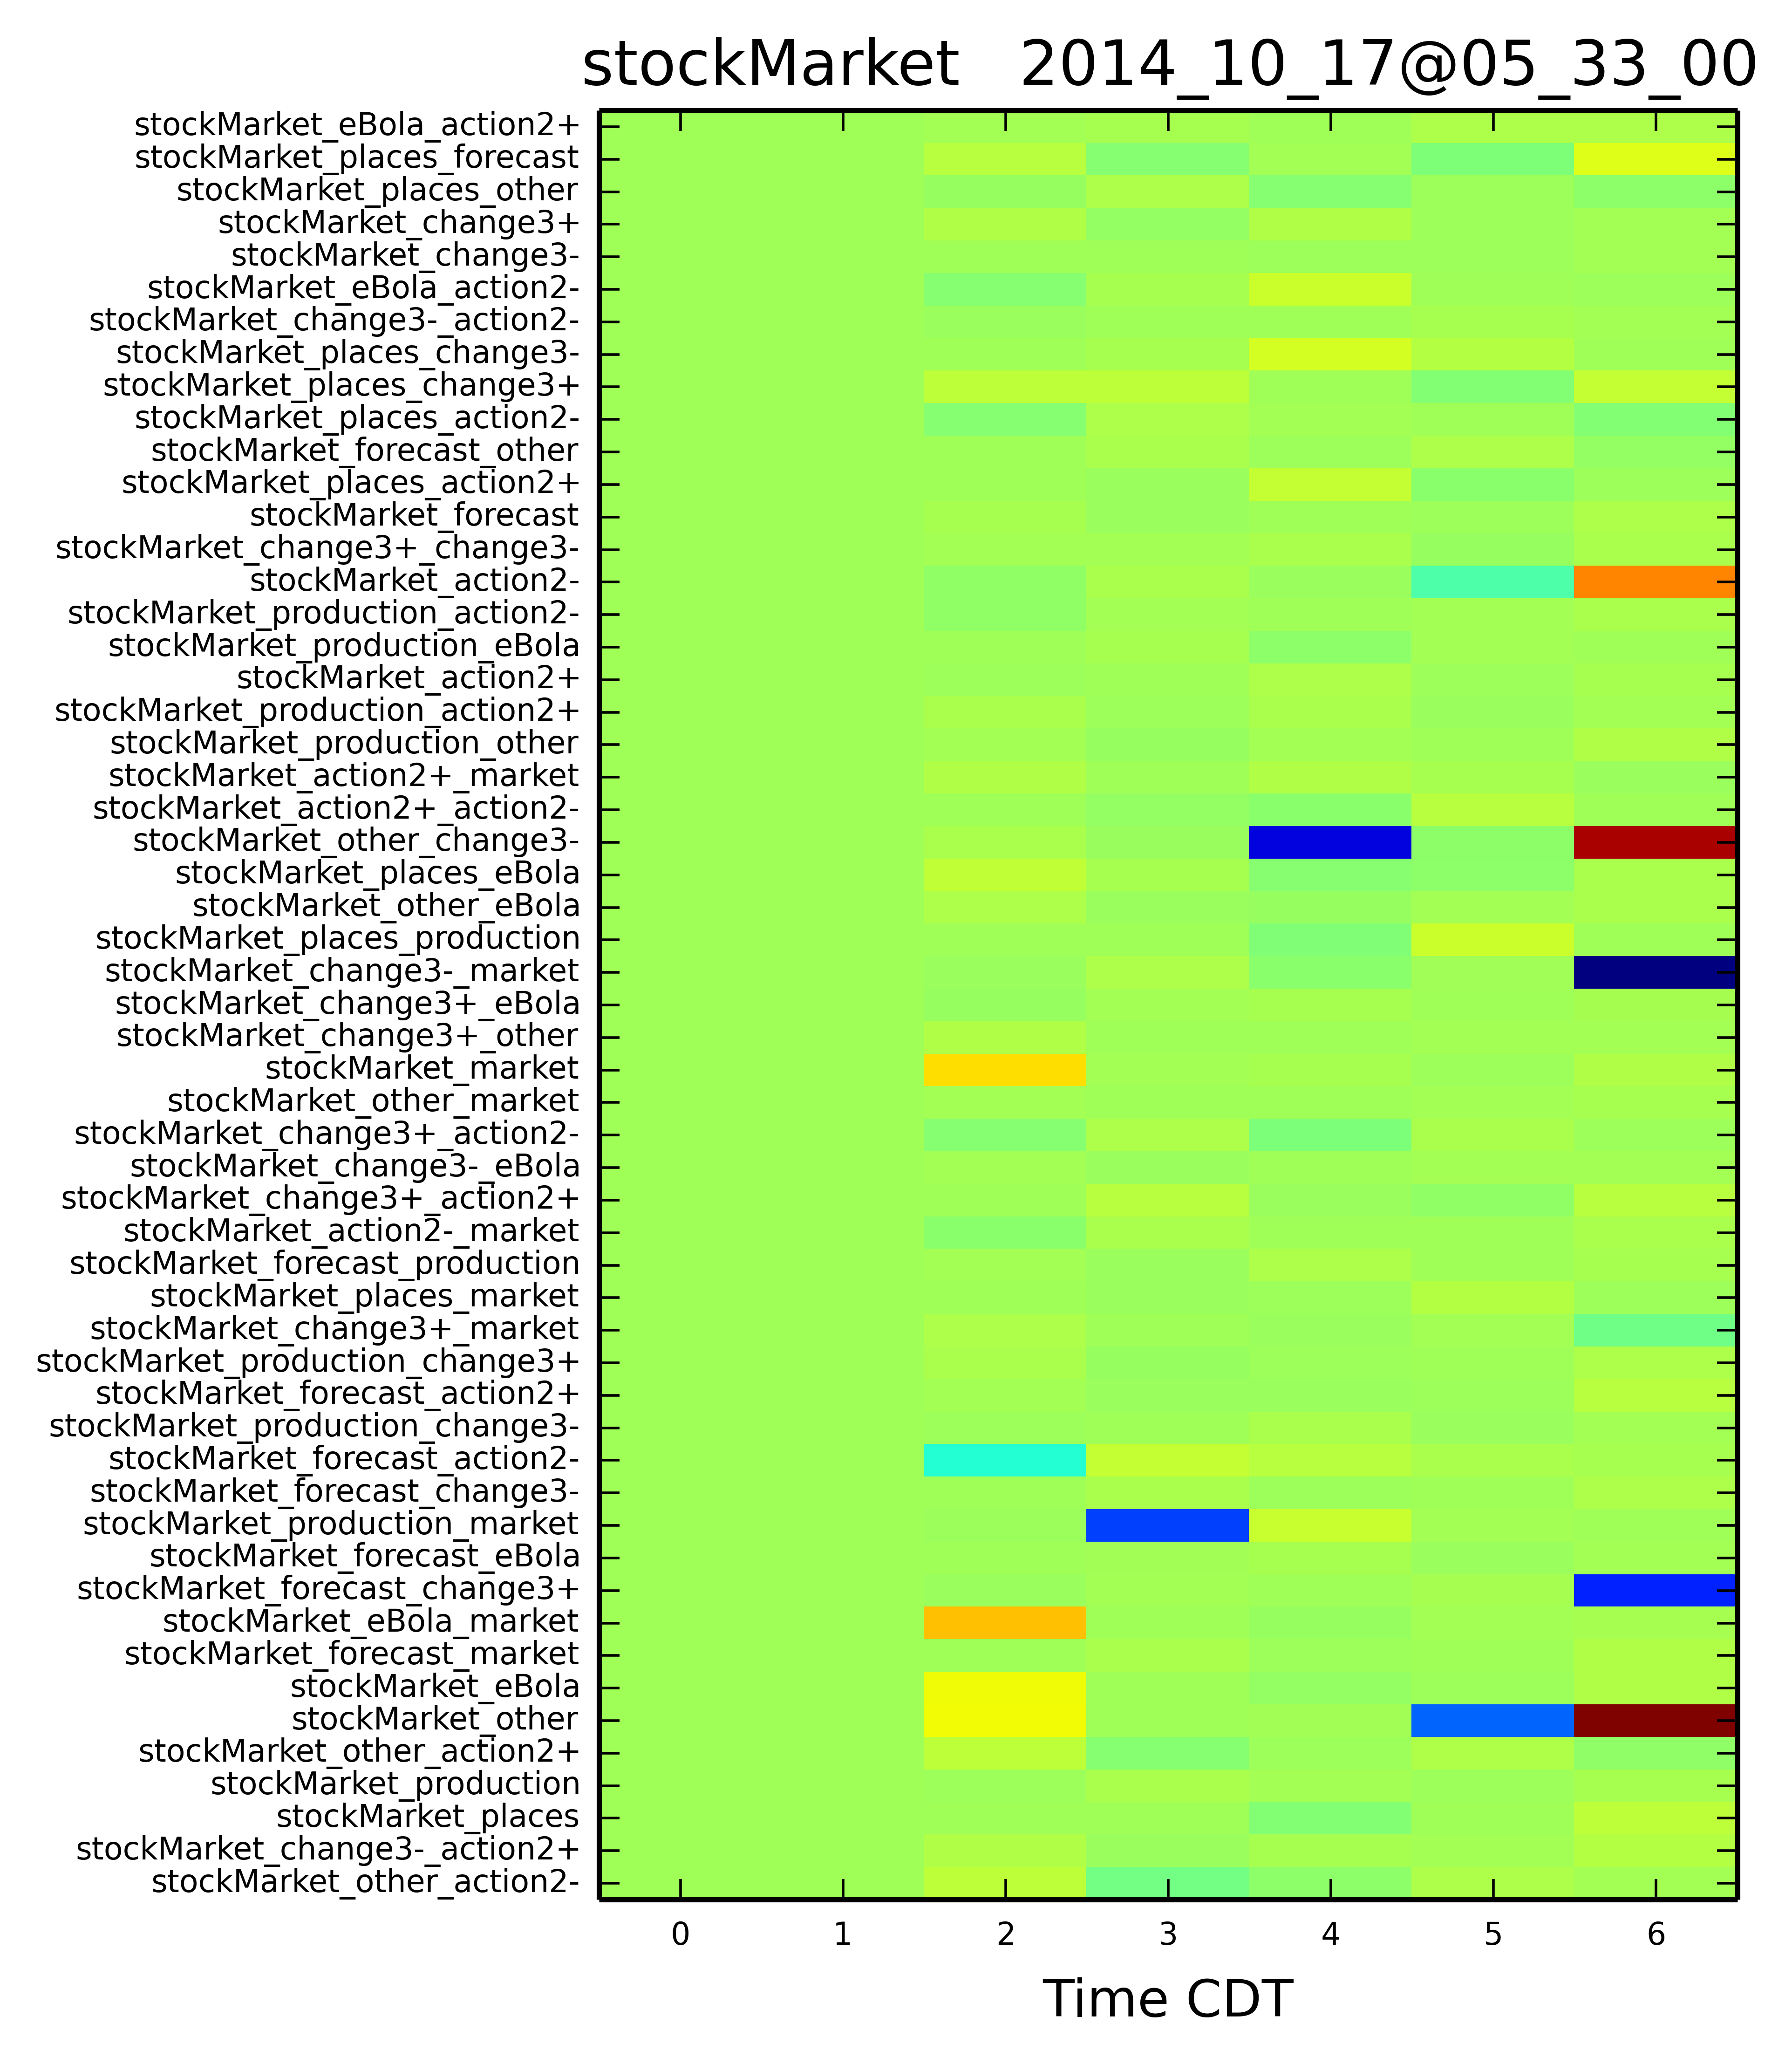 stockMarket 2014_10_17@05_33_00
stockMarket_eBola_action2+
stockMarket_places_forecast
stockMarket_places_other
stockMarket_change3+
stockMarket_change3-
stockMarket_eBola_action2-
stockMarket_change3-_action2-
stockMarket_places_change3-
stockMarket_places_change3+
stockMarket_places_action2-
stockMarket_forecast_other
stockMarket_places_action2+
stockMarket_forecast
stockMarket_change3+_change3-
stockMarket_action2-
stockMarket_production_action2-
stockMarket_production_eBola
stockMarket_action2+
stockMarket_production_action2+
stockMarket_production_other
stockMarket_action2+_market
stockMarket_action2+_action2-
stockMarket_other_change3-
stockMarket_places_eBola
stockMarket_other_eBola
stockMarket_places_production
stockMarket_change3-_market
stockMarket_change3+_eBola
stockMarket_change3+_other
stockMarket_market
stockMarket_other_market
stockMarket_change3+_action2-
stockMarket_change3-_eBola
stockMarket_change3+_action2+
stockMarket_action2-_market
stockMarket_forecast_production
stockMarket_places_market
stockMarket_change3+_market
stockMarket_production_change3+
stockMarket_forecast_action2+
stockMarket_production_change3-
stockMarket_forecast_action2-
stockMarket_forecast_change3-
stockMarket_production_market
stockMarket_forecast_eBola
stockMarket_forecast_change3+
stockMarket_eBola_market
stockMarket_forecast_market
stockMarket_eBola
stockMarket_other
stockMarket_other_action2+
stockMarket_production
stockMarket_places
stockMarket_change3-_action2+
stockMarket_other_action2-
0 1 2 3 4 5 6
Time CDT